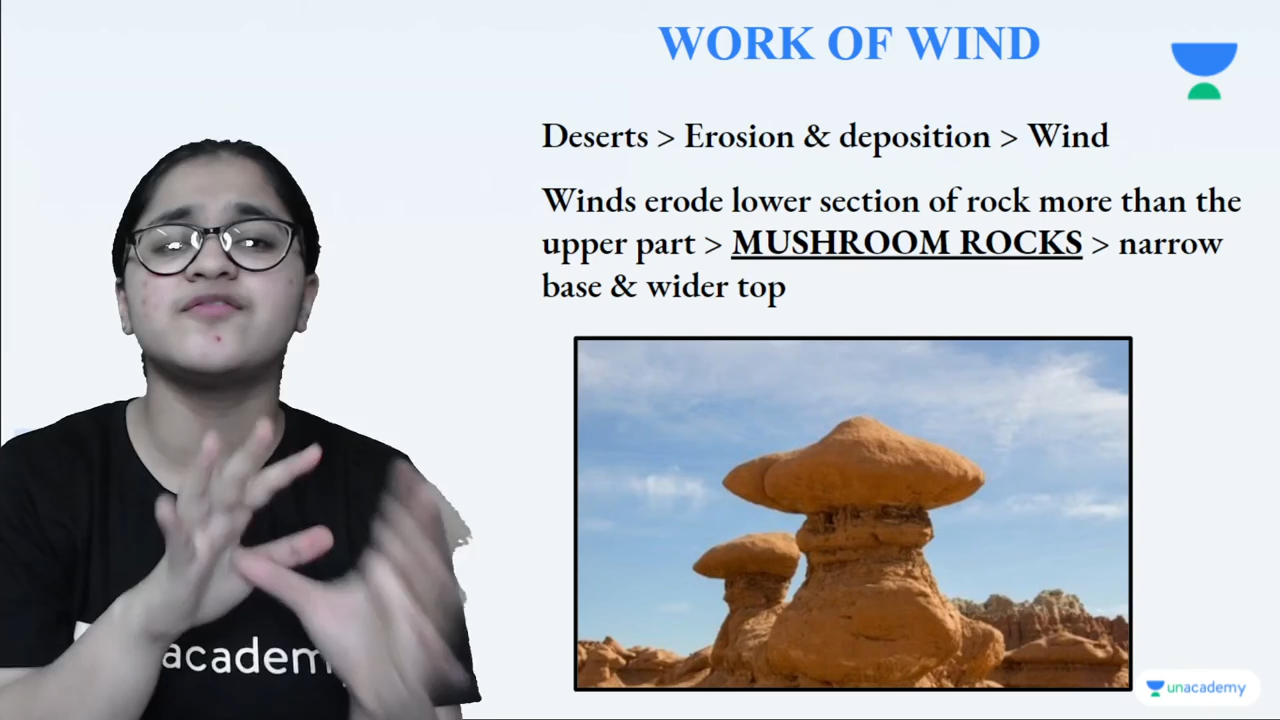 WORK OF WIND
Deserts > Erosion & deposition > Wind
Winds erode lower section of rock more than the
upper part > MUSHROOM ROCKS > narrow
base & wider top
academy
unacademy